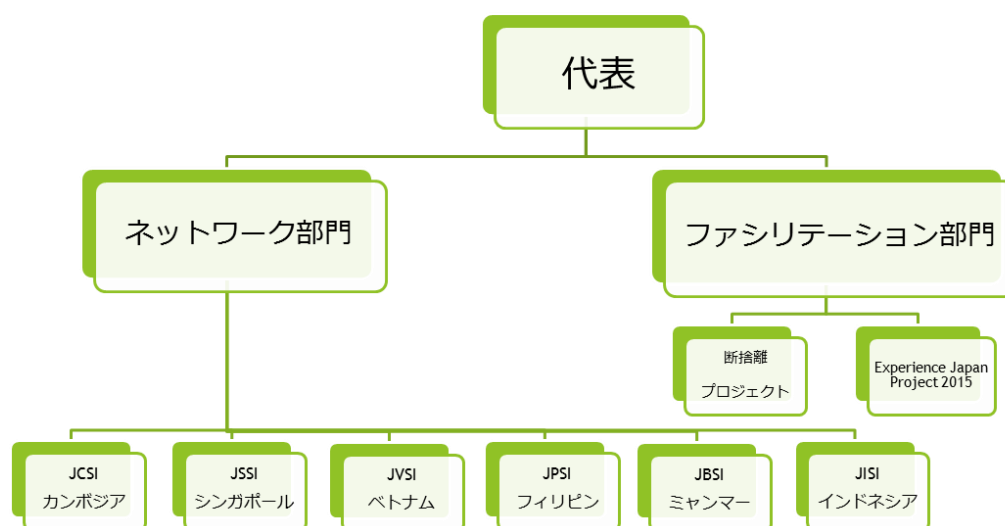 代表
ネットワーク部門
ファシリテーション部門
断捨離
プロジェクト
Experience Japan
Project 2015
JCSI
カンボジア
JSSI
シンガポール
JVSI
ベトナム
JPSI
フィリピン
JBSI
ミャンマー
JISI
インドネシア